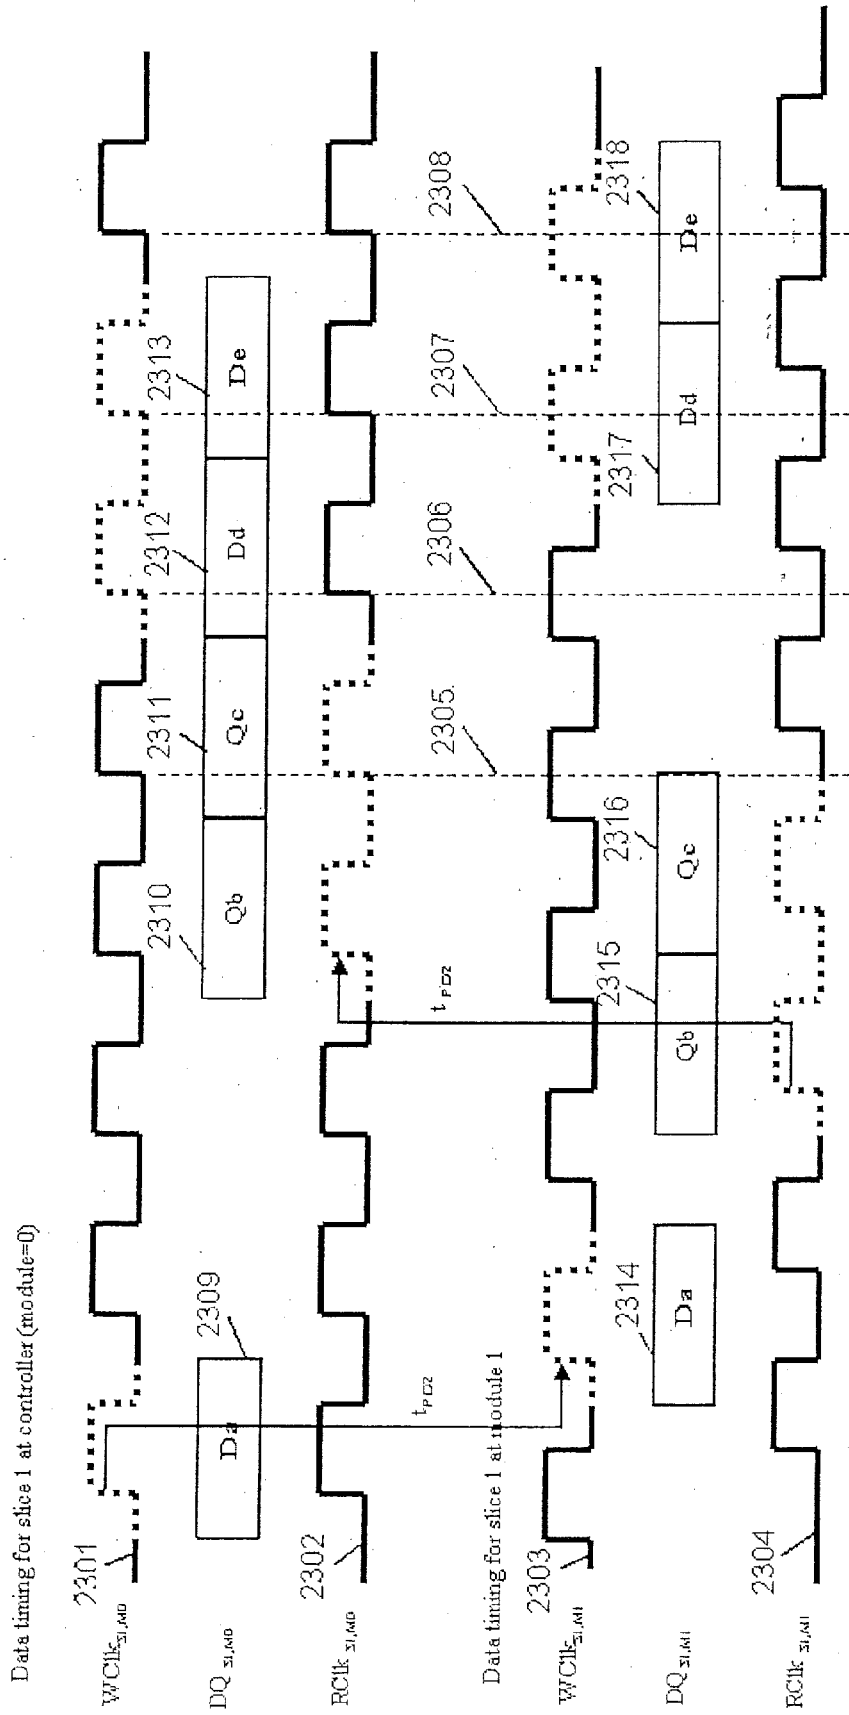 Data timing for slice 1 at controller (module=0)
WClk S1,M0
2301
DQ S1,M0
Da
2309
Qb
2310
Qc
2311
Dd
2312
De
2313
RClk S1,M0
2302
tPD2
tPD2
2305
2306
2307
2308
Data timing for slice 1 at module 1
WClk S1,M1
2303
DQ S1,M1
Da
2314
Qb
2315
Qc
2316
Dd
2317
De
2318
RClk S1,M1
2304